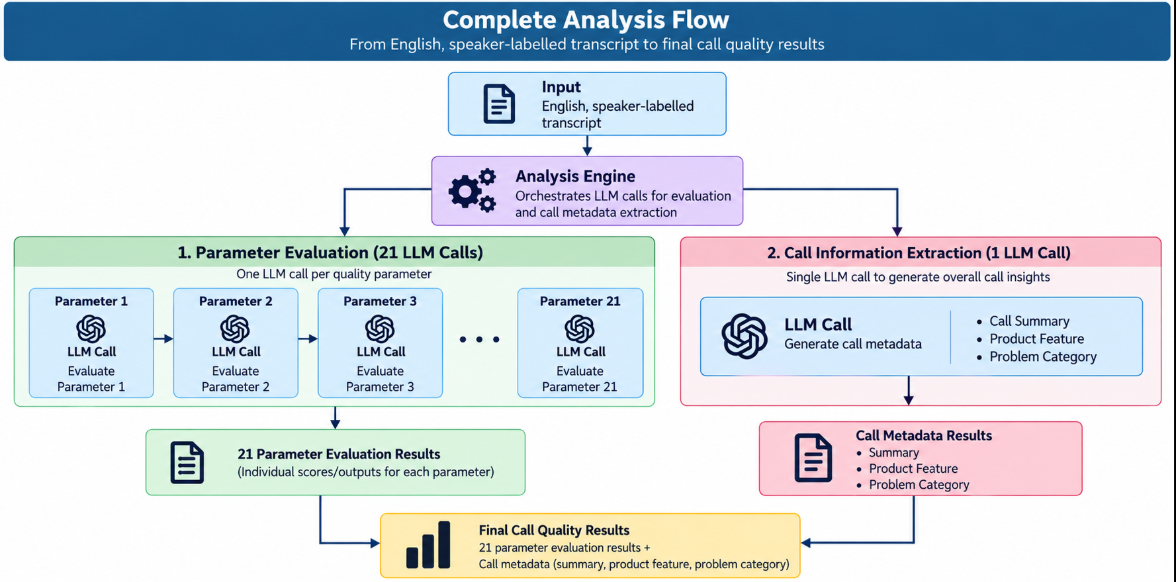 Complete Analysis Flow
From English, speaker-labelled transcript to final call quality results
Input
English, speaker-labelled
transcript
Analysis Engine
Orchestrates LLM calls for evaluation
and call metadata extraction
1. Parameter Evaluation (21 LLM Calls)
One LLM call per quality parameter
Parameter 1
LLM Call
Evaluate
Parameter 1
Parameter 2
LLM Call
Evaluate
Parameter 2
Parameter 3
LLM Call
Evaluate
Parameter 3
• • •
Parameter 21
LLM Call
Evaluate
Parameter 21
2. Call Information Extraction (1 LLM Call)
Single LLM call to generate overall call insights
LLM Call
Generate call metadata
• Call Summary
• Product Feature
• Problem Category
21 Parameter Evaluation Results
(Individual scores/outputs for each parameter)
Call Metadata Results
• Summary
• Product Feature
• Problem Category
Final Call Quality Results
21 parameter evaluation results +
Call metadata (summary, product feature, problem category)